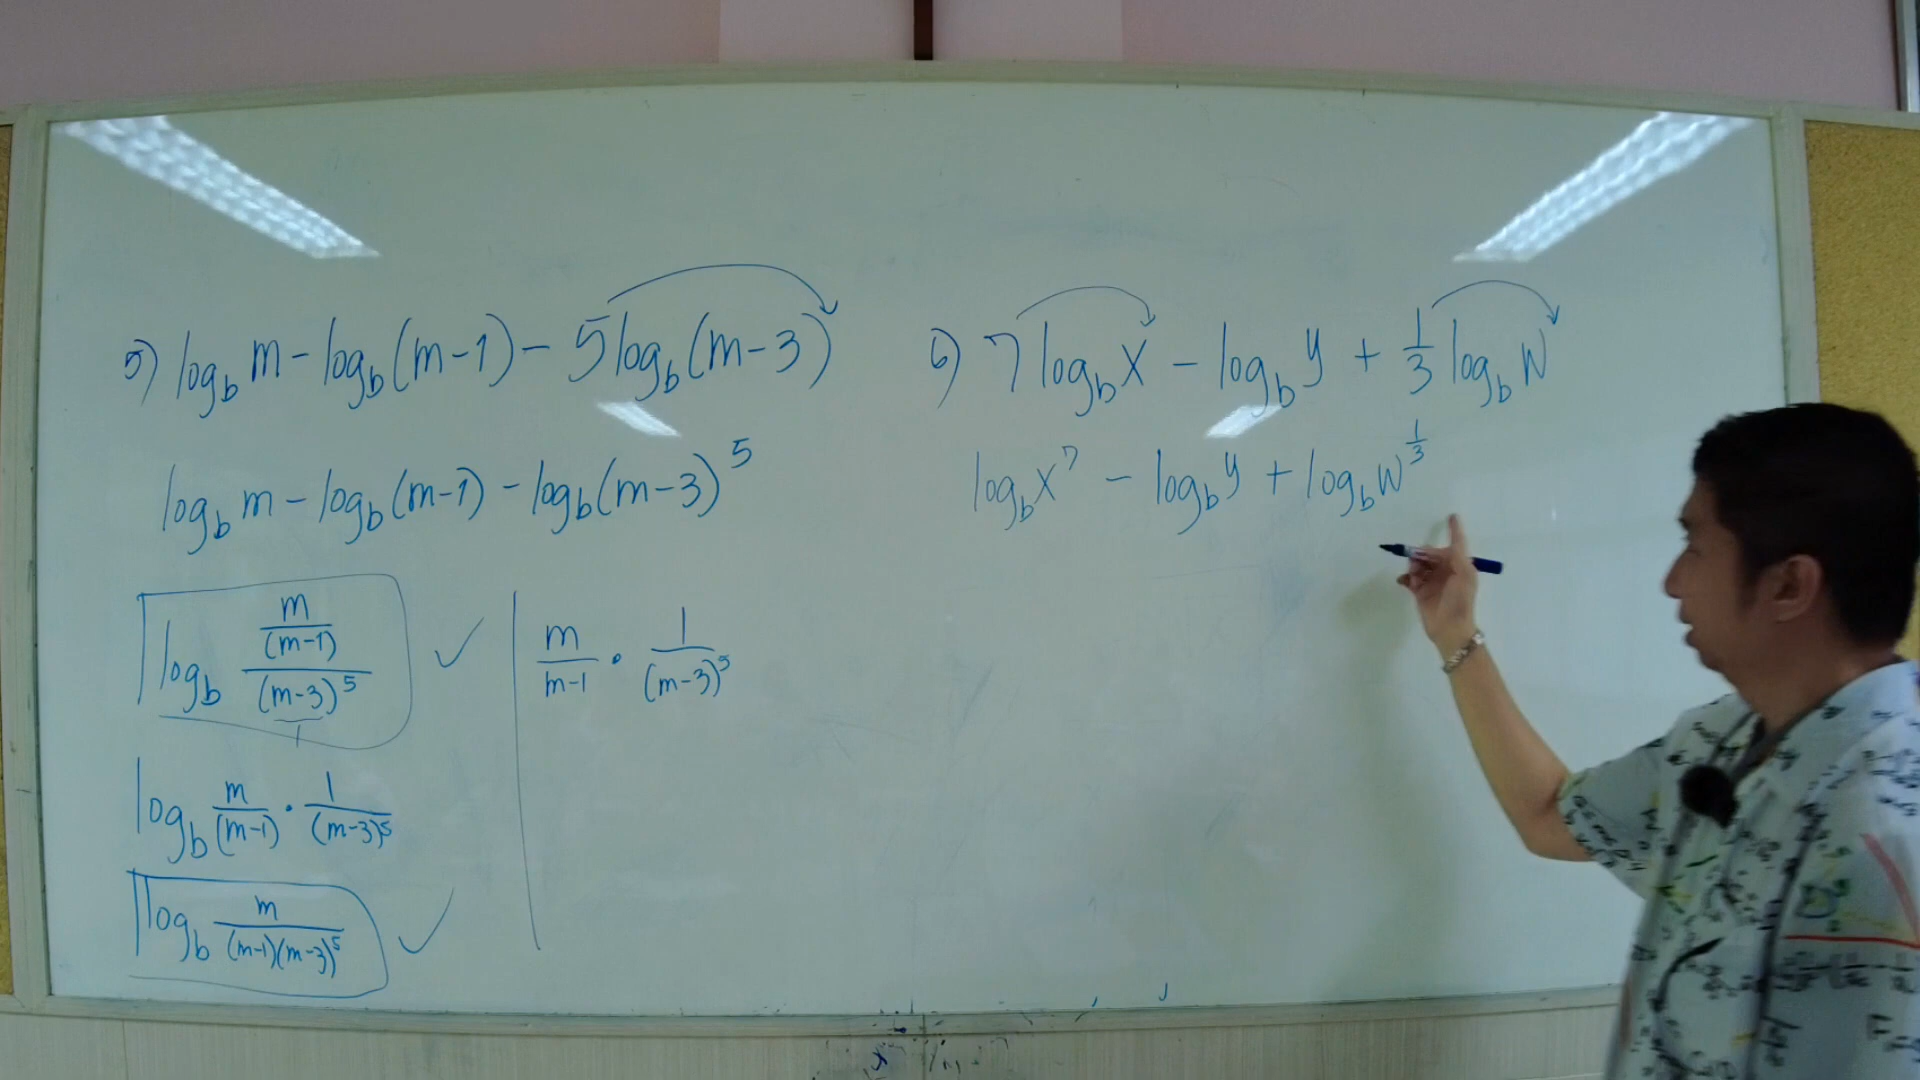 5) log_b m - log_b (m-1) - 5 log_b (m-3)
log_b m - log_b (m-1) - log_b (m-3)^5
log_b ((m/(m-1))/(m-3)^5)
1
m/(m-1) · 1/(m-3)^5
log_b m/(m-1) · 1/(m-3)^5
log_b m/((m-1)(m-3)^5)
6) 7 log_b x - log_b y + 1/3 log_b w
log_b x^7 - log_b y + log_b w^(1/3)